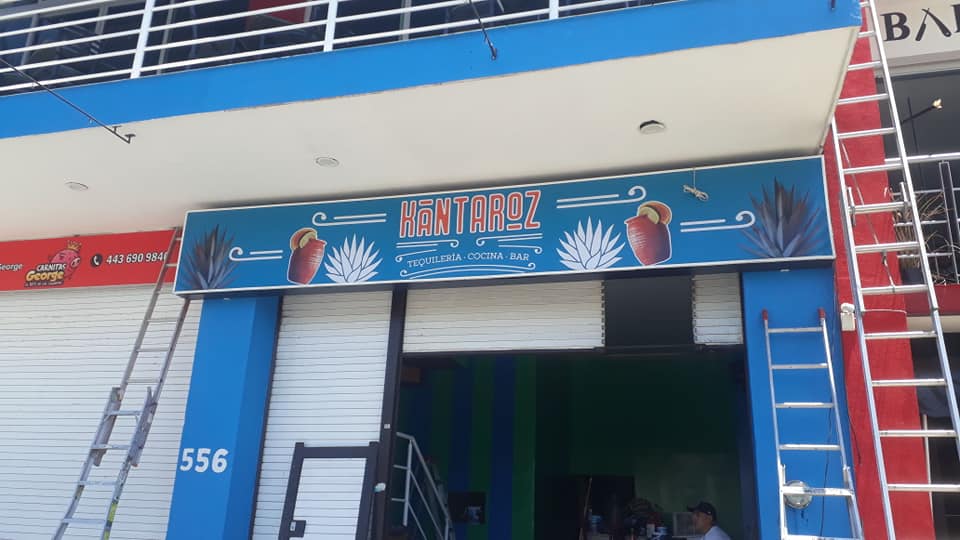 BA
KĀNTAROZ
TEQUILERÍA · COCINA · BAR
George
CARNITAS
George
443 690 984
556